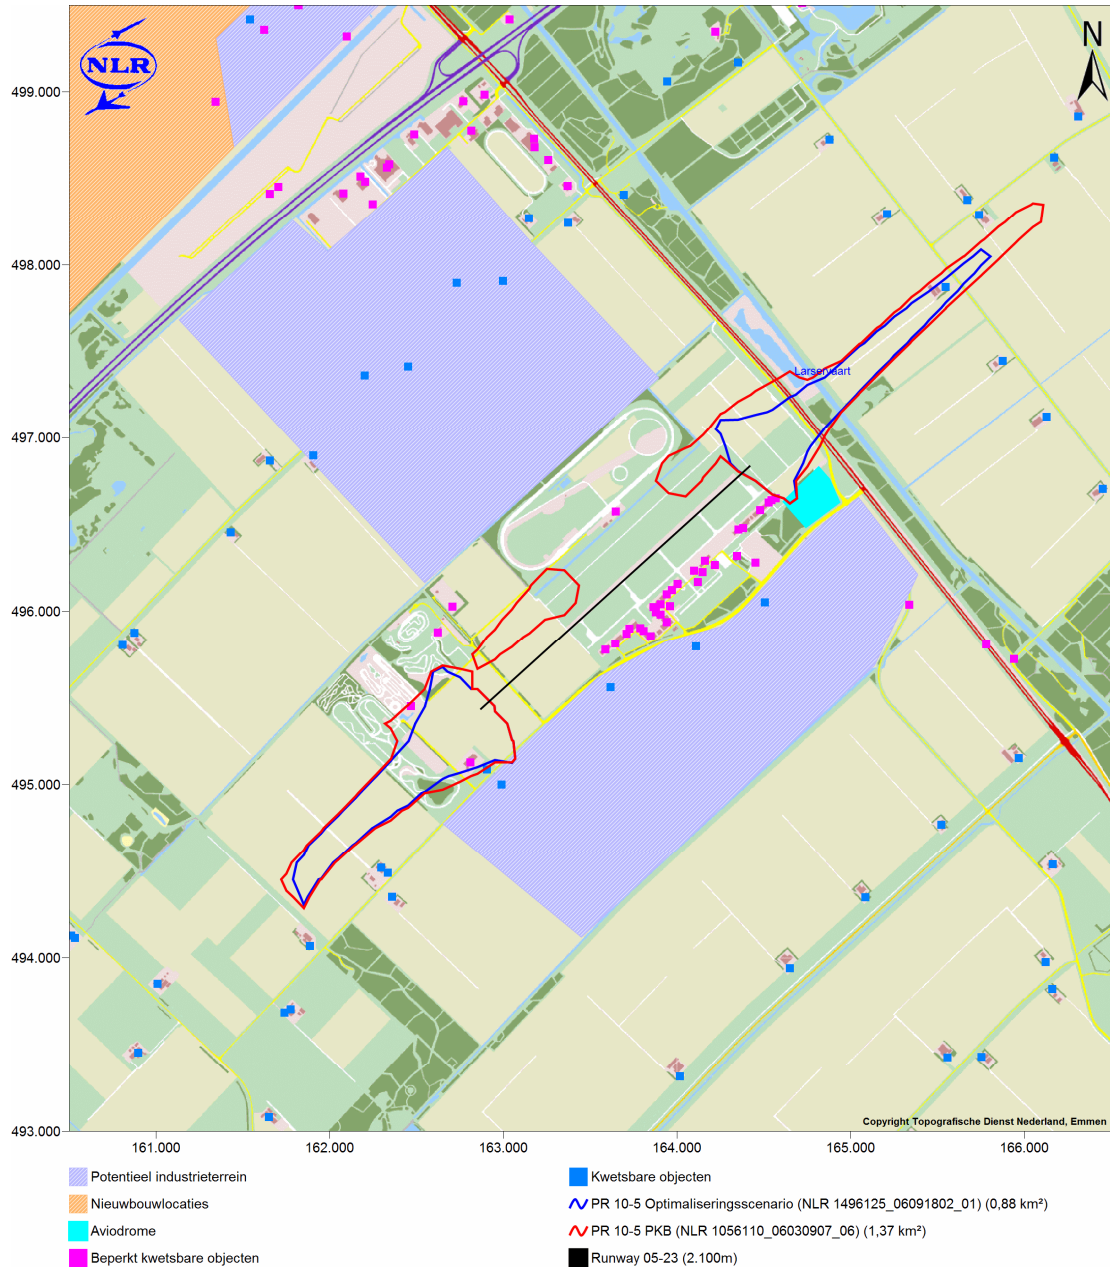 NLR
N
499.000
498.000
497.000
496.000
495.000
494.000
493.000
Larservaart
Copyright Topografische Dienst Nederland, Emmen
161.000 162.000 163.000 164.000 165.000 166.000
Potentieel industrieterrein
Nieuwbouwlocaties
Aviodrome
Beperkt kwetsbare objecten
Kwetsbare objecten
PR 10-5 Optimaliseringsscenario (NLR 1496125_06091802_01) (0,88 km²)
PR 10-5 PKB (NLR 1056110_06030907_06) (1,37 km²)
Runway 05-23 (2.100m)